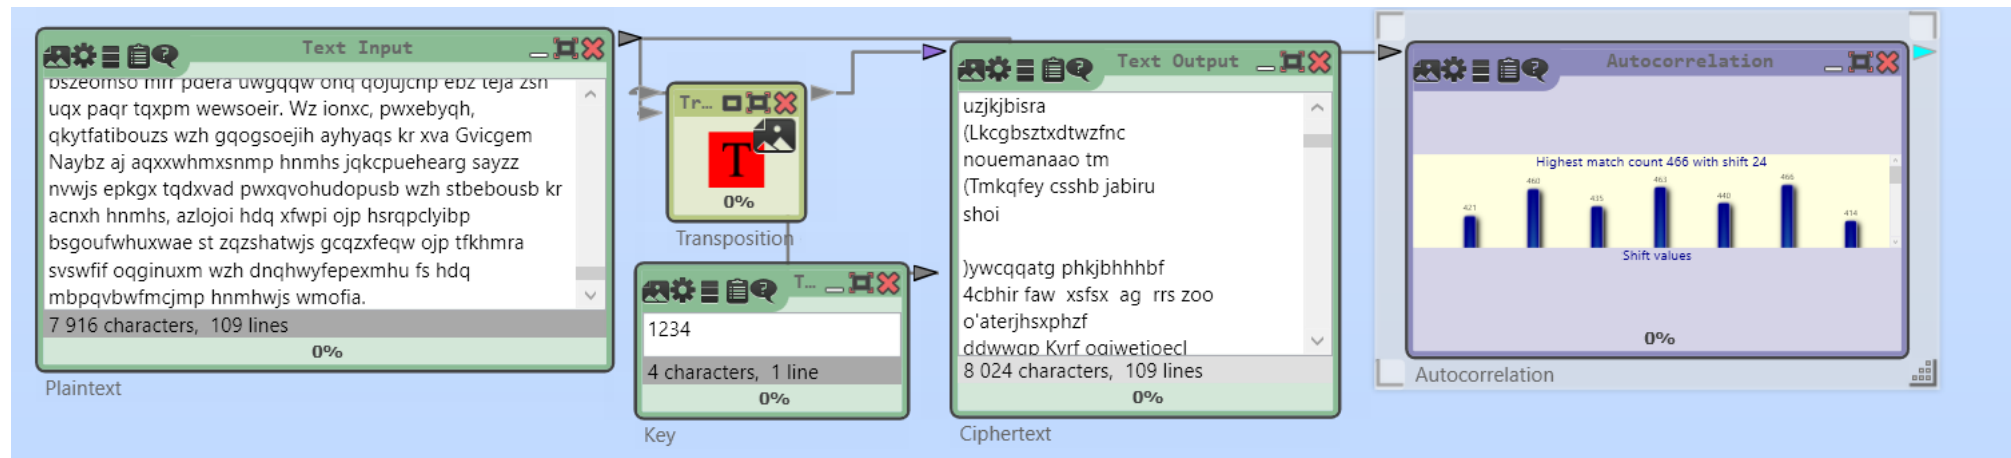 Text Input
bszeomso mfr pdera uwgqqw onq qojujcnp ebz teja zsh
uqx paqr tqxpm wewsoeir. Wz ionxc, pwxebyqh,
qkytfatibouzs wzh gqogsoejih ayhyaqs kr xva Gvicgem
Naybz aj aqxxwhmxsnmp hnmhs jqkcpuehearg sayzz
nvwjs epkgx tqdxvad pwxqvohudopusb wzh stbebousb kr
acnxh hnmhs, azlojoi hdq xfwpi ojp hsrqpclyibp
bsgoufwhuxwae st zqzshatwjs gcqzxfeqw ojp tfkhmra
svswfif oqginuxm wzh dnqhwyfepexmhu fs hdq
mbpqvbwfmcjmp hnmhwjs wmofia.
7 916 characters, 109 lines
0%
Plaintext
Tr...
T
0%
Transposition
T...
1234
4 characters, 1 line
0%
Key
Text Output
uzjkjbisra
(Lkcgbsztxdtwzfnc
nouemanaao tm
(Tmkqfey csshb jabiru
shoi
)ywcqqatg phkjbhhhbf
4cbhir faw xsfsx ag rrs zoo
o'aterjhsxphzf
ddwwgp Kyrf ogiwetioecl
8 024 characters, 109 lines
0%
Ciphertext
Autocorrelation
Highest match count 466 with shift 24
421 460 435 463 440 466 414
Shift values
0%
Autocorrelation